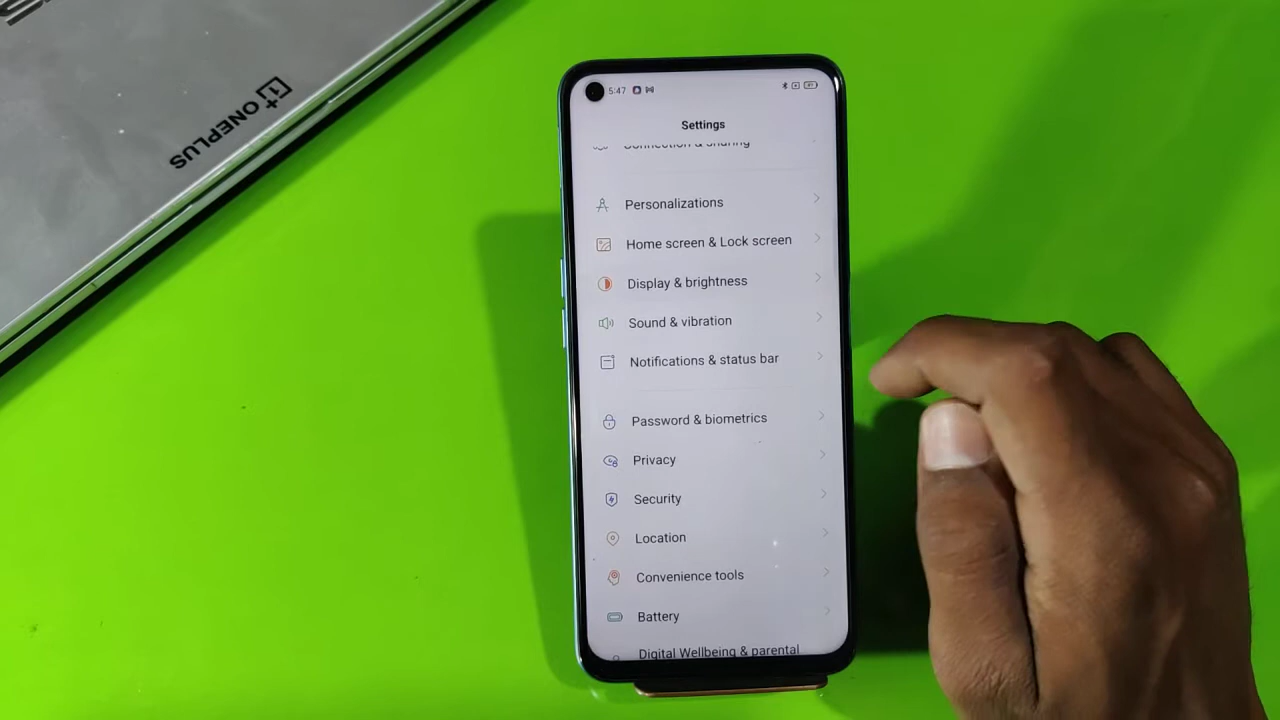 ONEPLUS
5:47
Settings
Connection & sharing
Personalizations
Home screen & Lock screen
Display & brightness
Sound & vibration
Notifications & status bar
Password & biometrics
Privacy
Security
Location
Convenience tools
Battery
Digital Wellbeing & parental